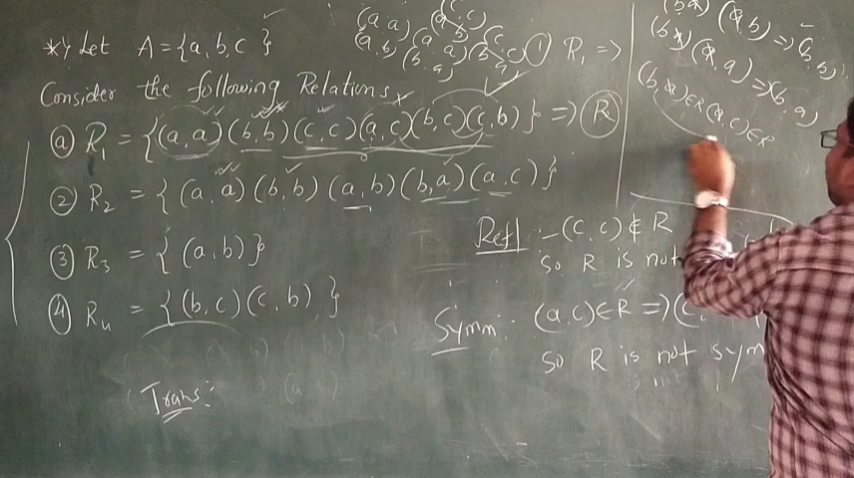 *y Let A = {a, b, c}
(a, a) (c, c)
(a, b) (a, c)
(b, a) (b, c)
① R₁ =>
Consider the following Relations
ⓐ R₁ = {(a, a)(b, b)(c, c)(a, c)(b, c)(c, b)} => Ⓡ
② R₂ = {(a, a)(b, b)(a, b)(b, a)(a, c)}
③ R₃ = {(a, b)}
④ R₄ = {(b, c)(c, b)}
Trans:
(a, b) => (b, b)
(a, a) => (b, a)
(b, a) ∈ R (a, c) ∈ R
Refl :- (c, c) ∉ R
so R is not
Symm: (a, c) ∈ R => (c,
so R is not sym